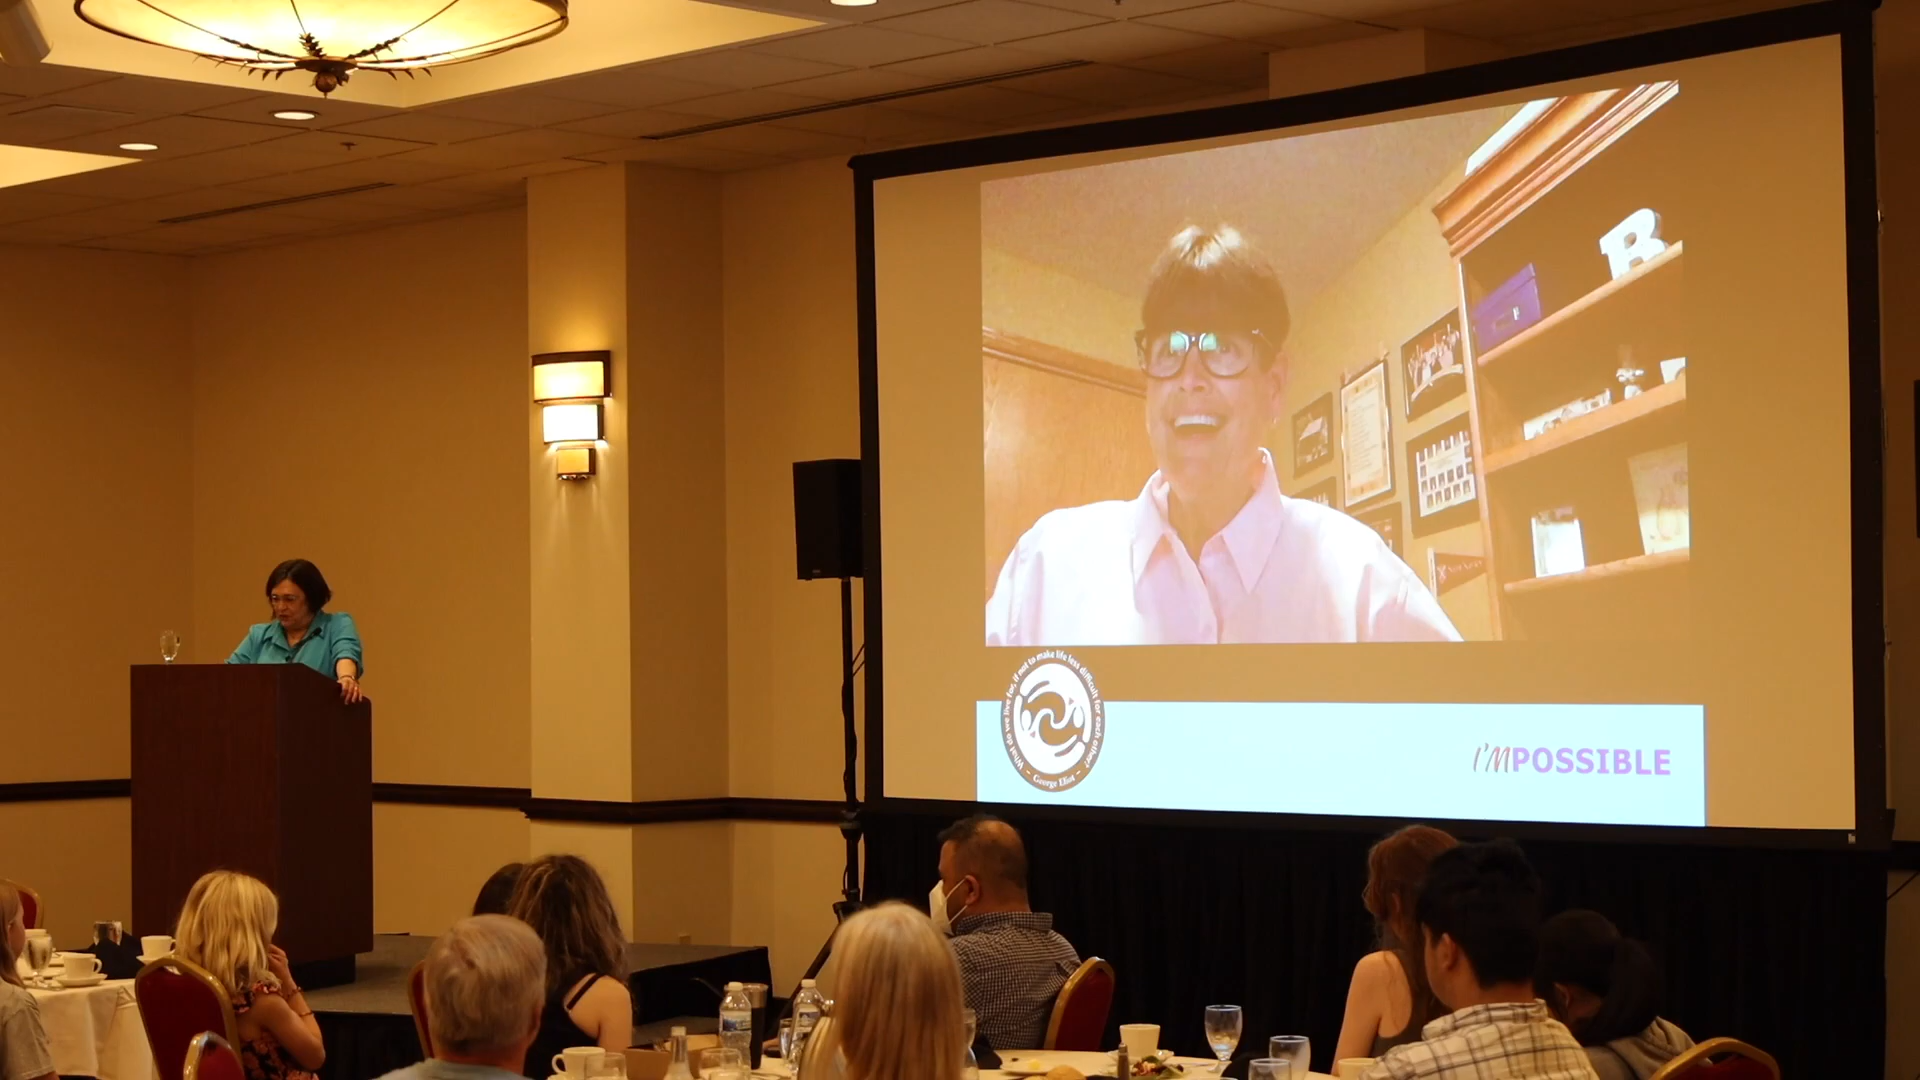 B
What do we live for, if not to make life less difficult for each other?
– George Eliot –
I'MPOSSIBLE